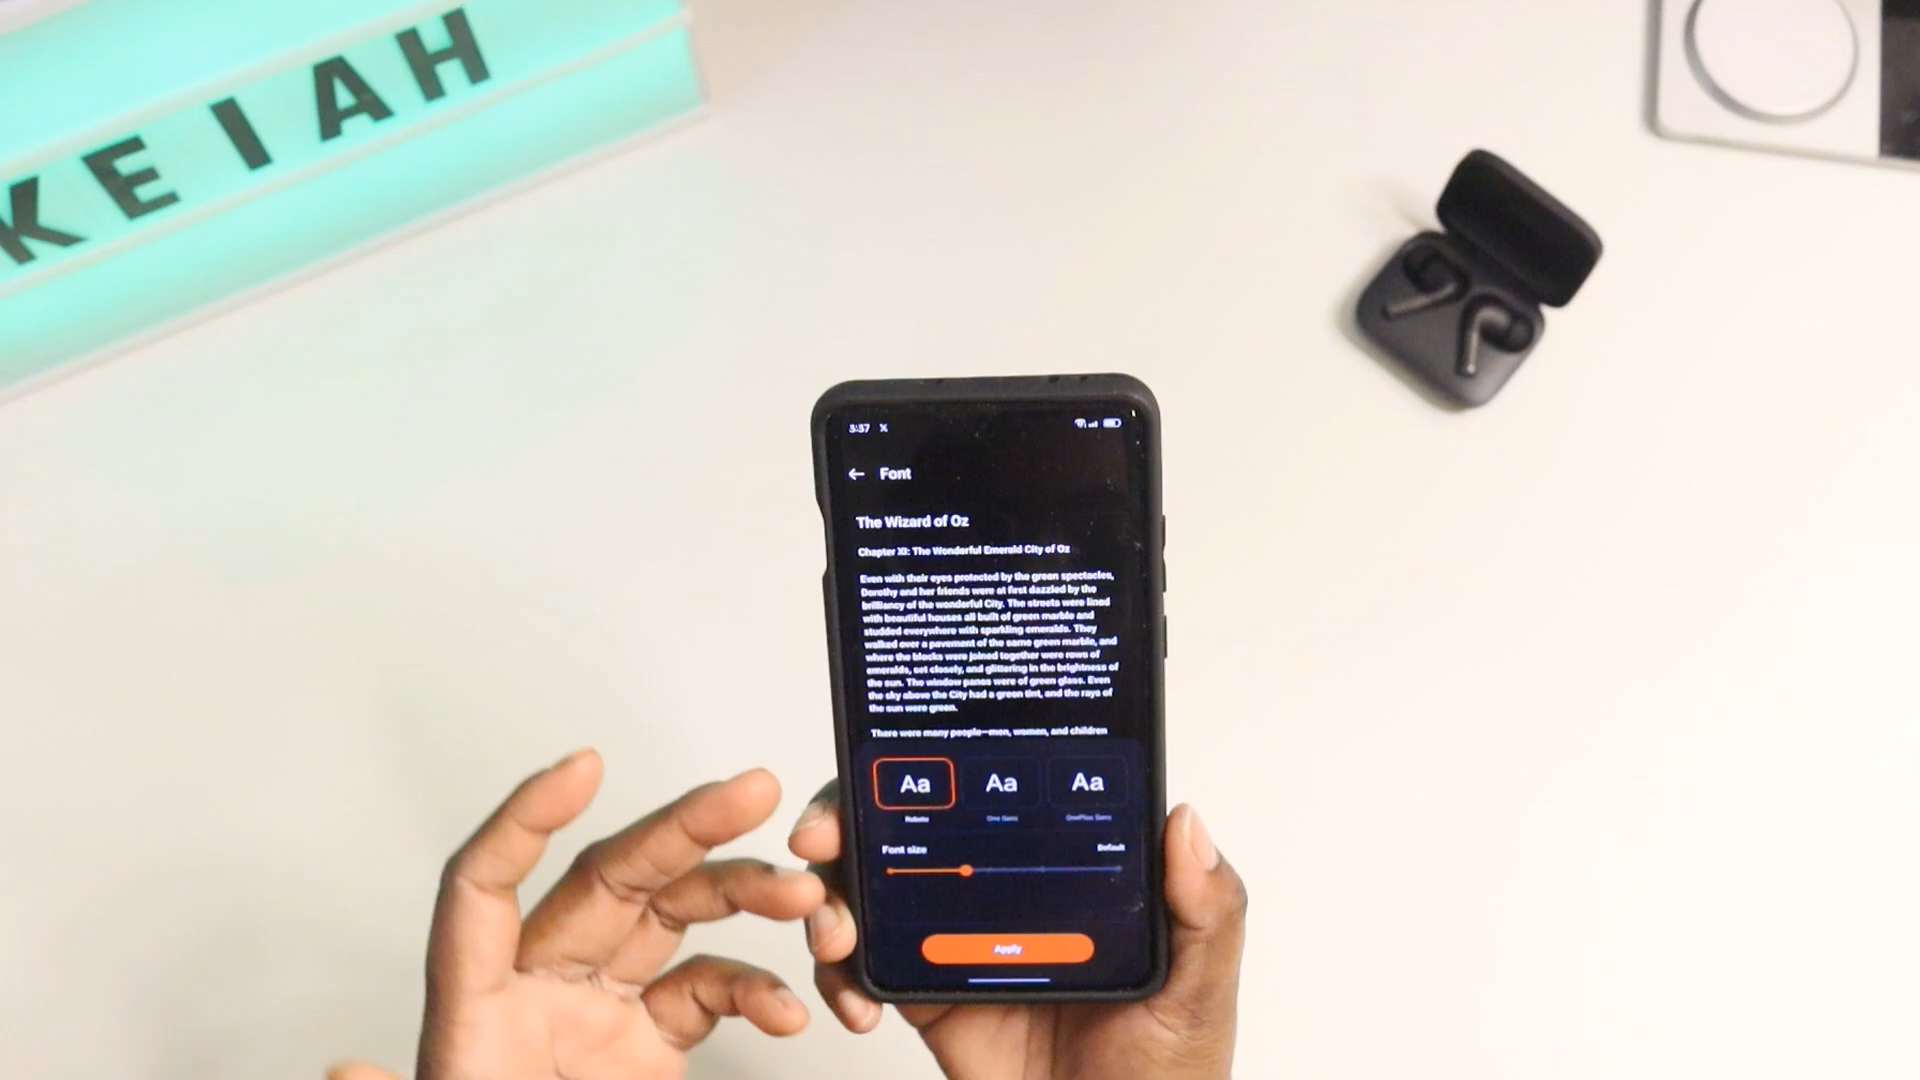 KEIAH
3:37
Font
The Wizard of Oz
Chapter XI: The Wonderful Emerald City of Oz
Even with their eyes protected by the green spectacles,
Dorothy and her friends were at first dazzled by the
brilliancy of the wonderful City. The streets were lined
with beautiful houses all built of green marble and
studded everywhere with sparkling emeralds. They
walked over a pavement of the same green marble, and
where the blocks were joined together were rows of
emeralds, set closely, and glittering in the brightness of
the sun. The window panes were of green glass. Even
the sky above the City had a green tint, and the rays of
the sun were green.
There were many people—men, women, and children
Aa Aa Aa
Roboto One Sans OnePlus Sans
Font size Default
Apply